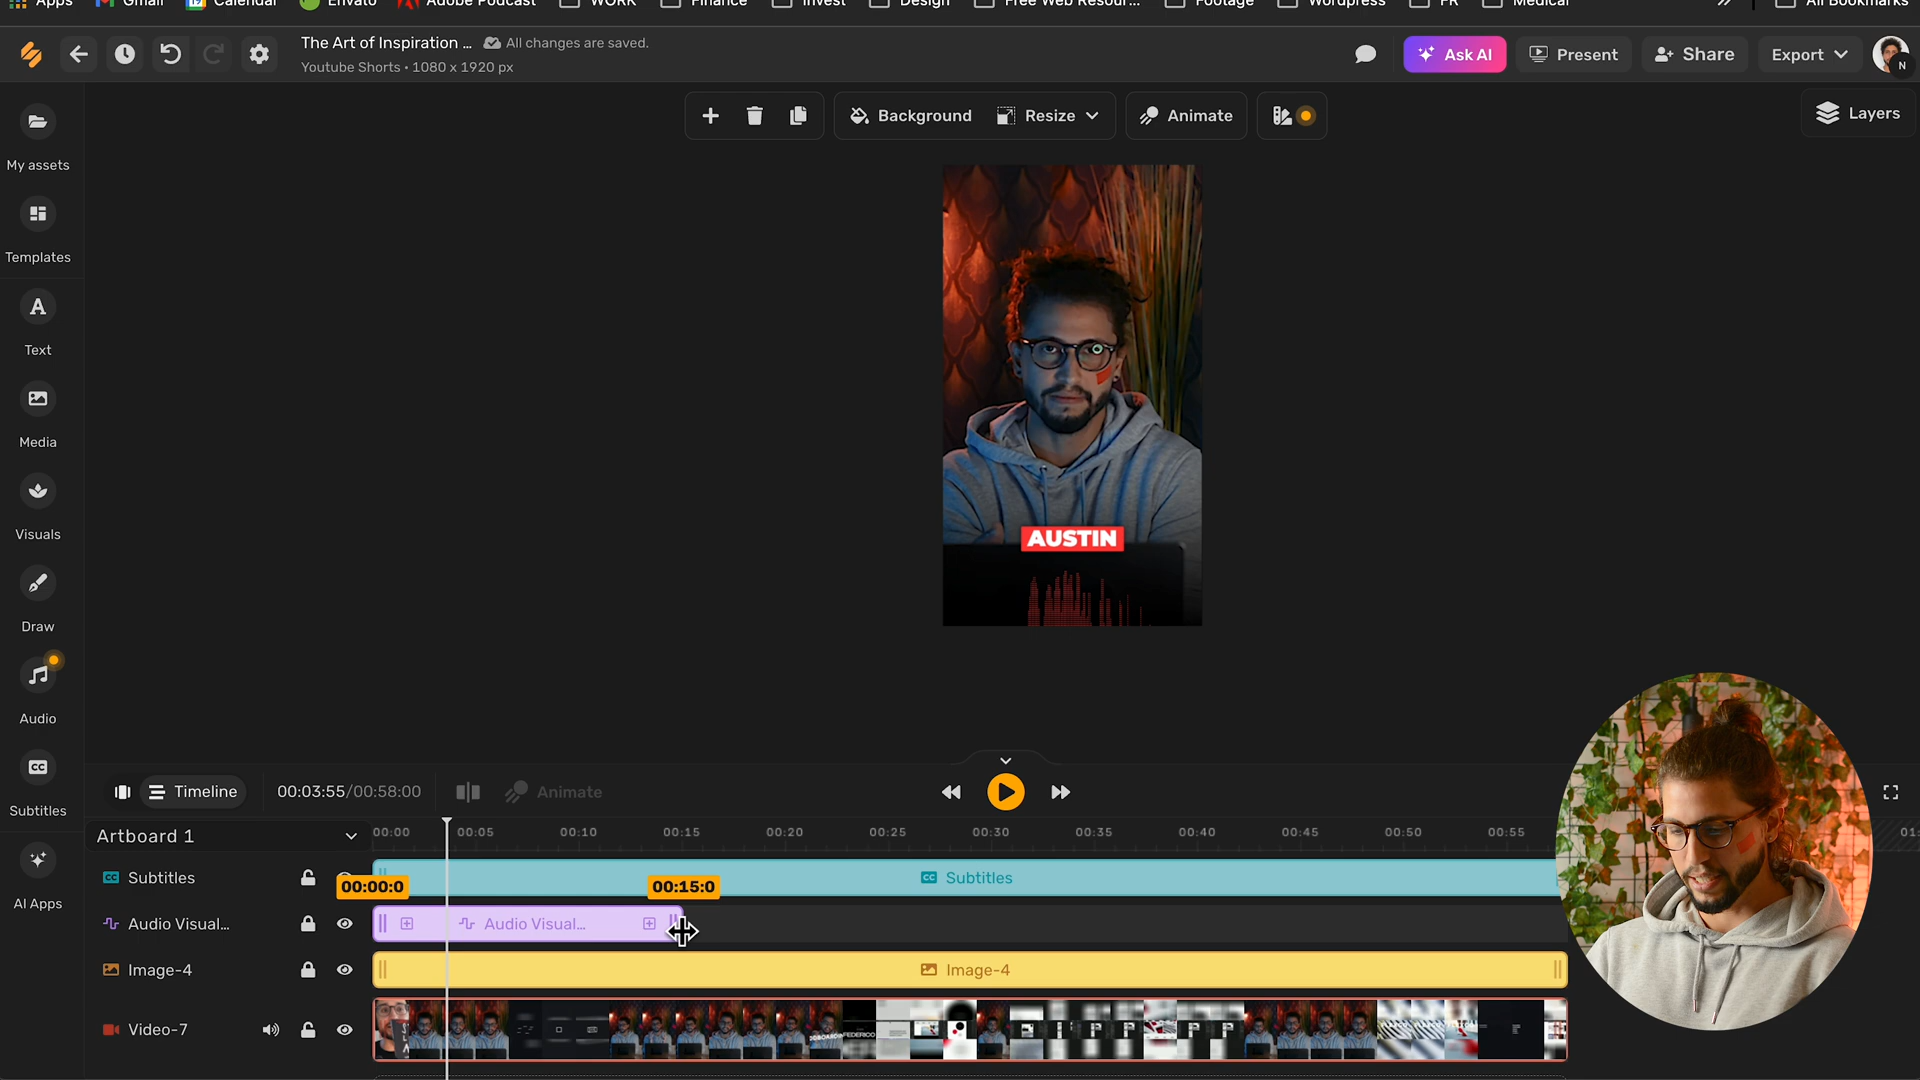 Apps Gmail Calendar Envato Adobe Podcast WORK Finance Invest Design Free Web Resour... Footage Wordpress PR Medical All Bookmarks
The Art of Inspiration ... All changes are saved.
Youtube Shorts • 1080 x 1920 px
Ask AI Present Share Export
N
Background Resize Animate
Layers
My assets
Templates
Text
Media
Visuals
Draw
Audio
CC
Subtitles
AI Apps
AUSTIN
Timeline 00:03:55/00:58:00 Animate
Artboard 1 00:00 00:05 00:10 00:15 00:20 00:25 00:30 00:35 00:40 00:45 00:50 00:55 01:
CC Subtitles CC Subtitles
00:00:0 00:15:0
Audio Visual... Audio Visual...
Image-4 Image-4
Video-7
FEDERICO